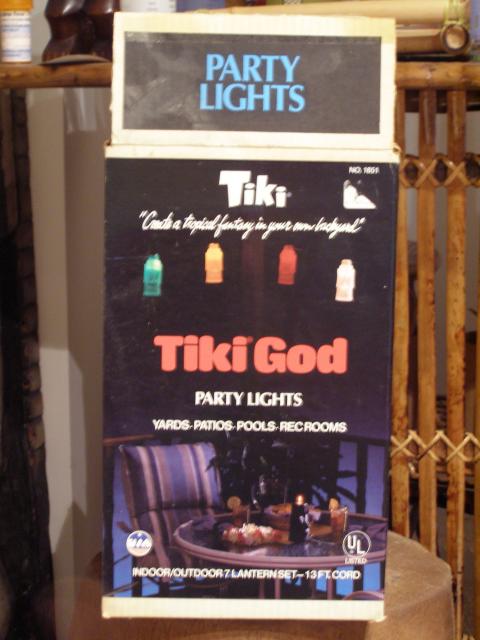 PARTY
LIGHTS
Tiki
NO. 1651
"Create a tropical fantasy in your own backyard"
Tiki God
PARTY LIGHTS
YARDS-PATIOS-POOLS-REC ROOMS
UL
LISTED
INDOOR/OUTDOOR 7 LANTERN SET—13 FT. CORD